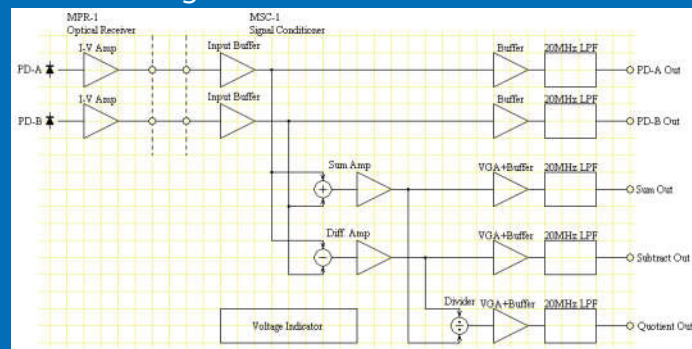 MPR-1
Optical Receiver
MSC-1
Signal Conditioner
I-V Amp
Input Buffer
Buffer
20MHz LPF
PD-A
PD-A Out
I-V Amp
Input Buffer
Buffer
20MHz LPF
PD-B
PD-B Out
Sum Amp
VGA+Buffer
20MHz LPF
+
Sum Out
Diff. Amp
VGA+Buffer
20MHz LPF
−
Subtract Out
Divider
VGA+Buffer
20MHz LPF
Voltage Indicator
÷
Quotient Out